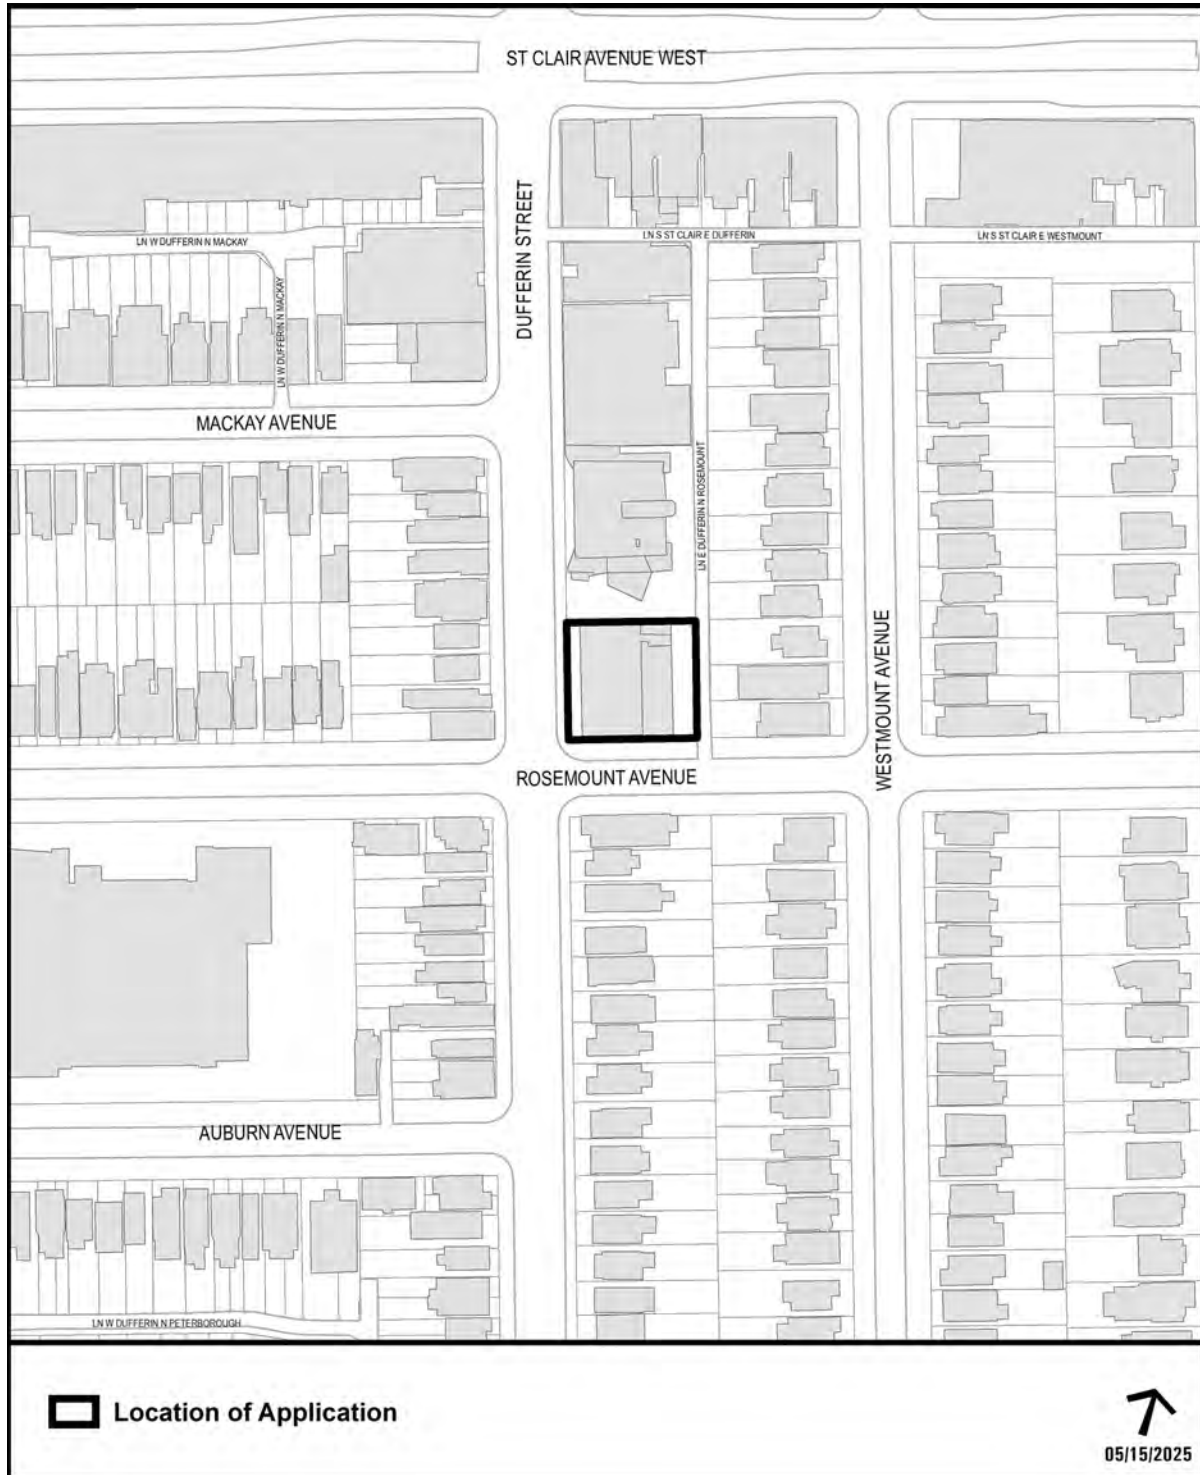 ST CLAIR AVENUE WEST
DUFFERIN STREET
LN W DUFFERIN N MACKAY
LN S ST CLAIR E DUFFERIN
LN S ST CLAIR E WESTMOUNT
LN W DUFFERIN N MACKAY
MACKAY AVENUE
LN E DUFFERIN N ROSEMOUNT
WESTMOUNT AVENUE
ROSEMOUNT AVENUE
AUBURN AVENUE
LN W DUFFERIN N PETERBOROUGH
Location of Application
05/15/2025